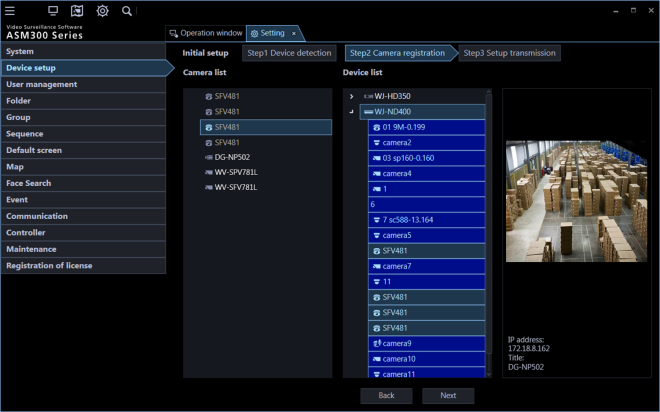 Video Surveillance Software
ASM300 Series
Operation window
Setting ×
System
Device setup
User management
Folder
Group
Sequence
Default screen
Map
Face Search
Event
Communication
Controller
Maintenance
Registration of license
Initial setup
Step1 Device detection
Step2 Camera registration
Step3 Setup transmission
Camera list
SFV481
SFV481
SFV481
SFV481
DG-NP502
WV-SPV781L
WV-SFV781L
Device list
WJ-HD350
WJ-ND400
01 9M-0.199
camera2
03 sp160-0.160
camera4
1
6
7 sc588-13.164
camera5
SFV481
camera7
11
SFV481
SFV481
SFV481
camera9
camera10
camera11
IP address:
172.18.8.162
Title:
DG-NP502
Back
Next